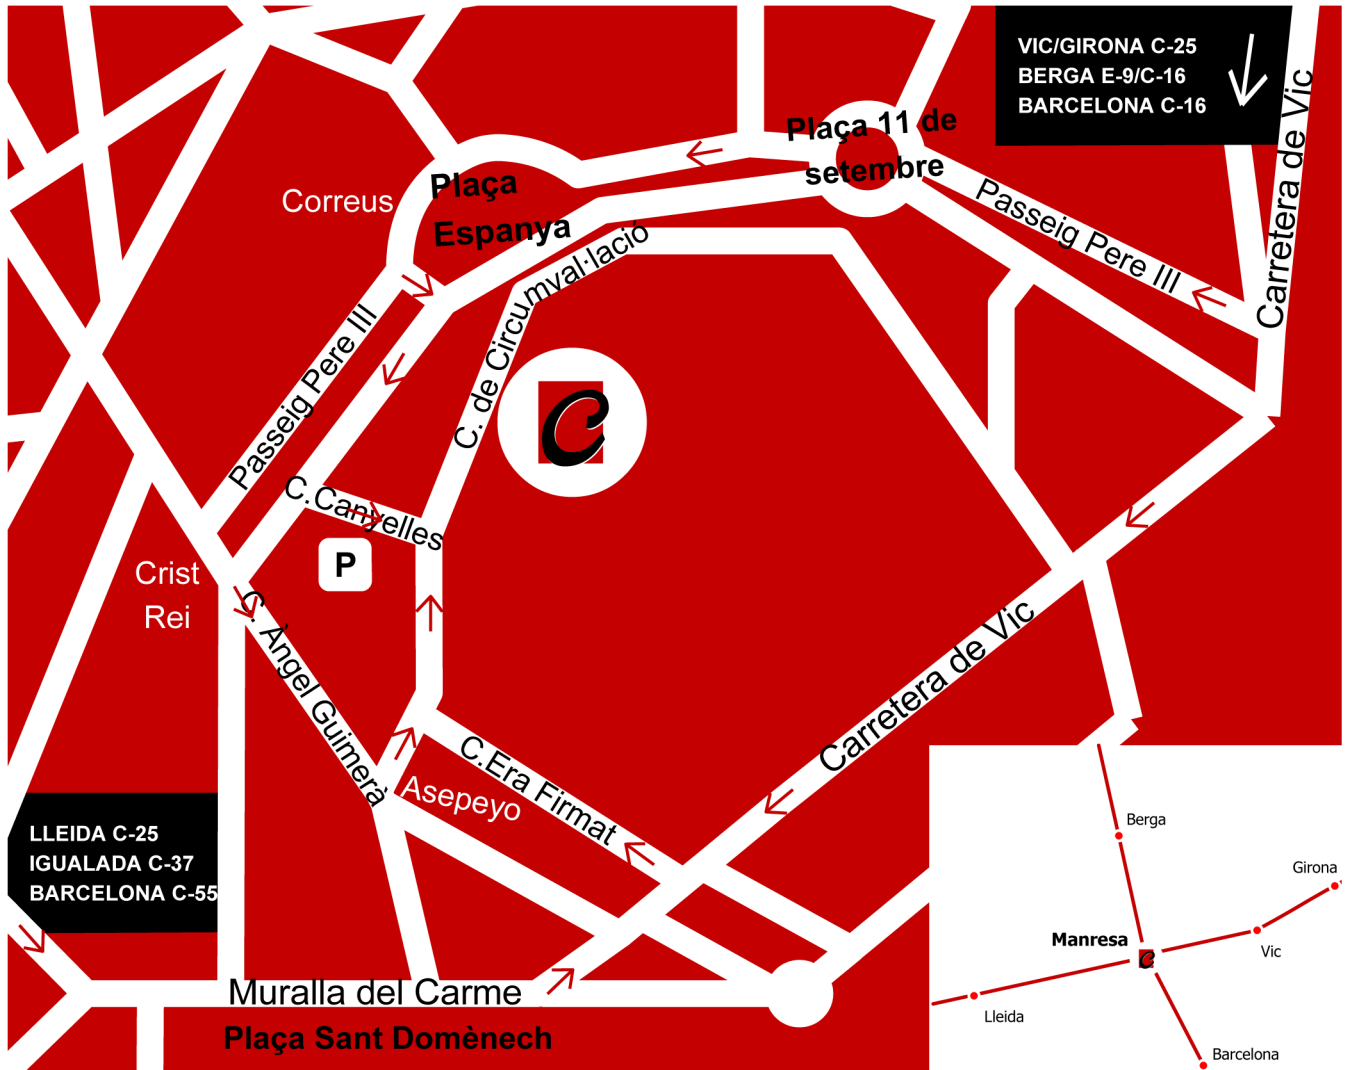 VIC/GIRONA C-25
BERGA E-9/C-16
BARCELONA C-16
Carretera de Vic
Plaça 11 de
setembre
Passeig Pere III
Correus
Plaça
Espanya
C. de Circumval·lació
Passeig Pere III
C
C.Canyelles
P
Crist
Rei
C. Àngel Guimerà
Carretera de Vic
C.Era Firmat
Asepeyo
LLEIDA C-25
IGUALADA C-37
BARCELONA C-55
Muralla del Carme
Plaça Sant Domènech
Berga
Girona
Manresa
C
Vic
Lleida
Barcelona